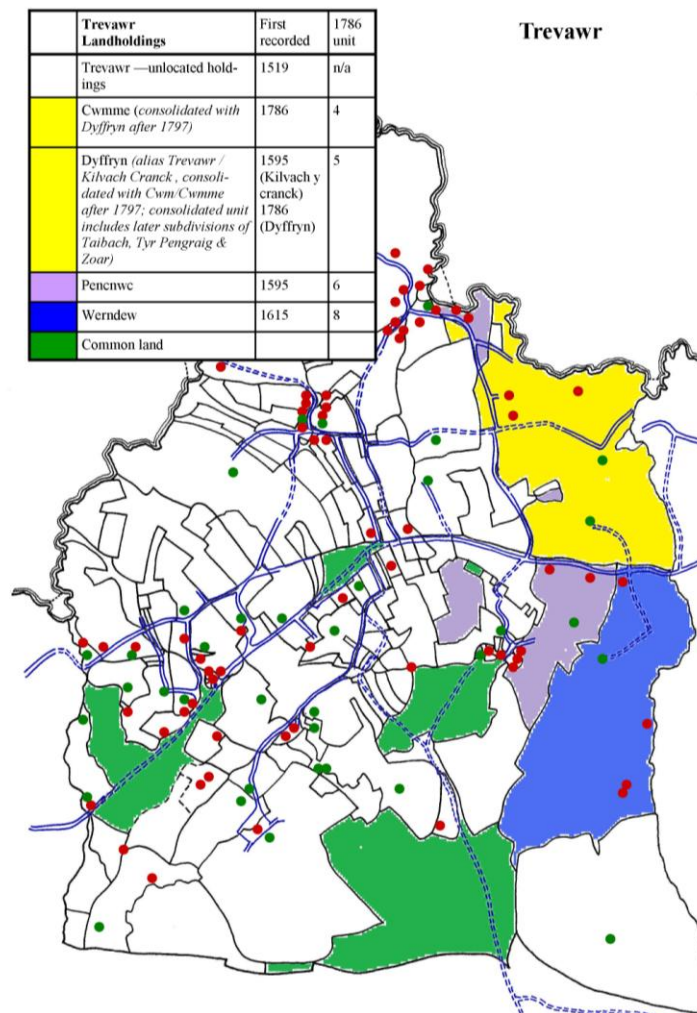 Trevawr
Trevawr
Landholdings
First
recorded
1786
unit
Trevawr —unlocated hold-
ings
1519
n/a
Cwmme (consolidated with
Dyffryn after 1797)
1786
4
Dyffryn (alias Trevawr /
Kilvach Cranck , consoli-
dated with Cwm/Cwmme
after 1797; consolidated unit
includes later subdivisions of
Taibach, Tyr Pengraig &
Zoar)
1595
(Kilvach y
cranck)
1786
(Dyffryn)
5
Pencnwc
1595
6
Werndew
1615
8
Common land